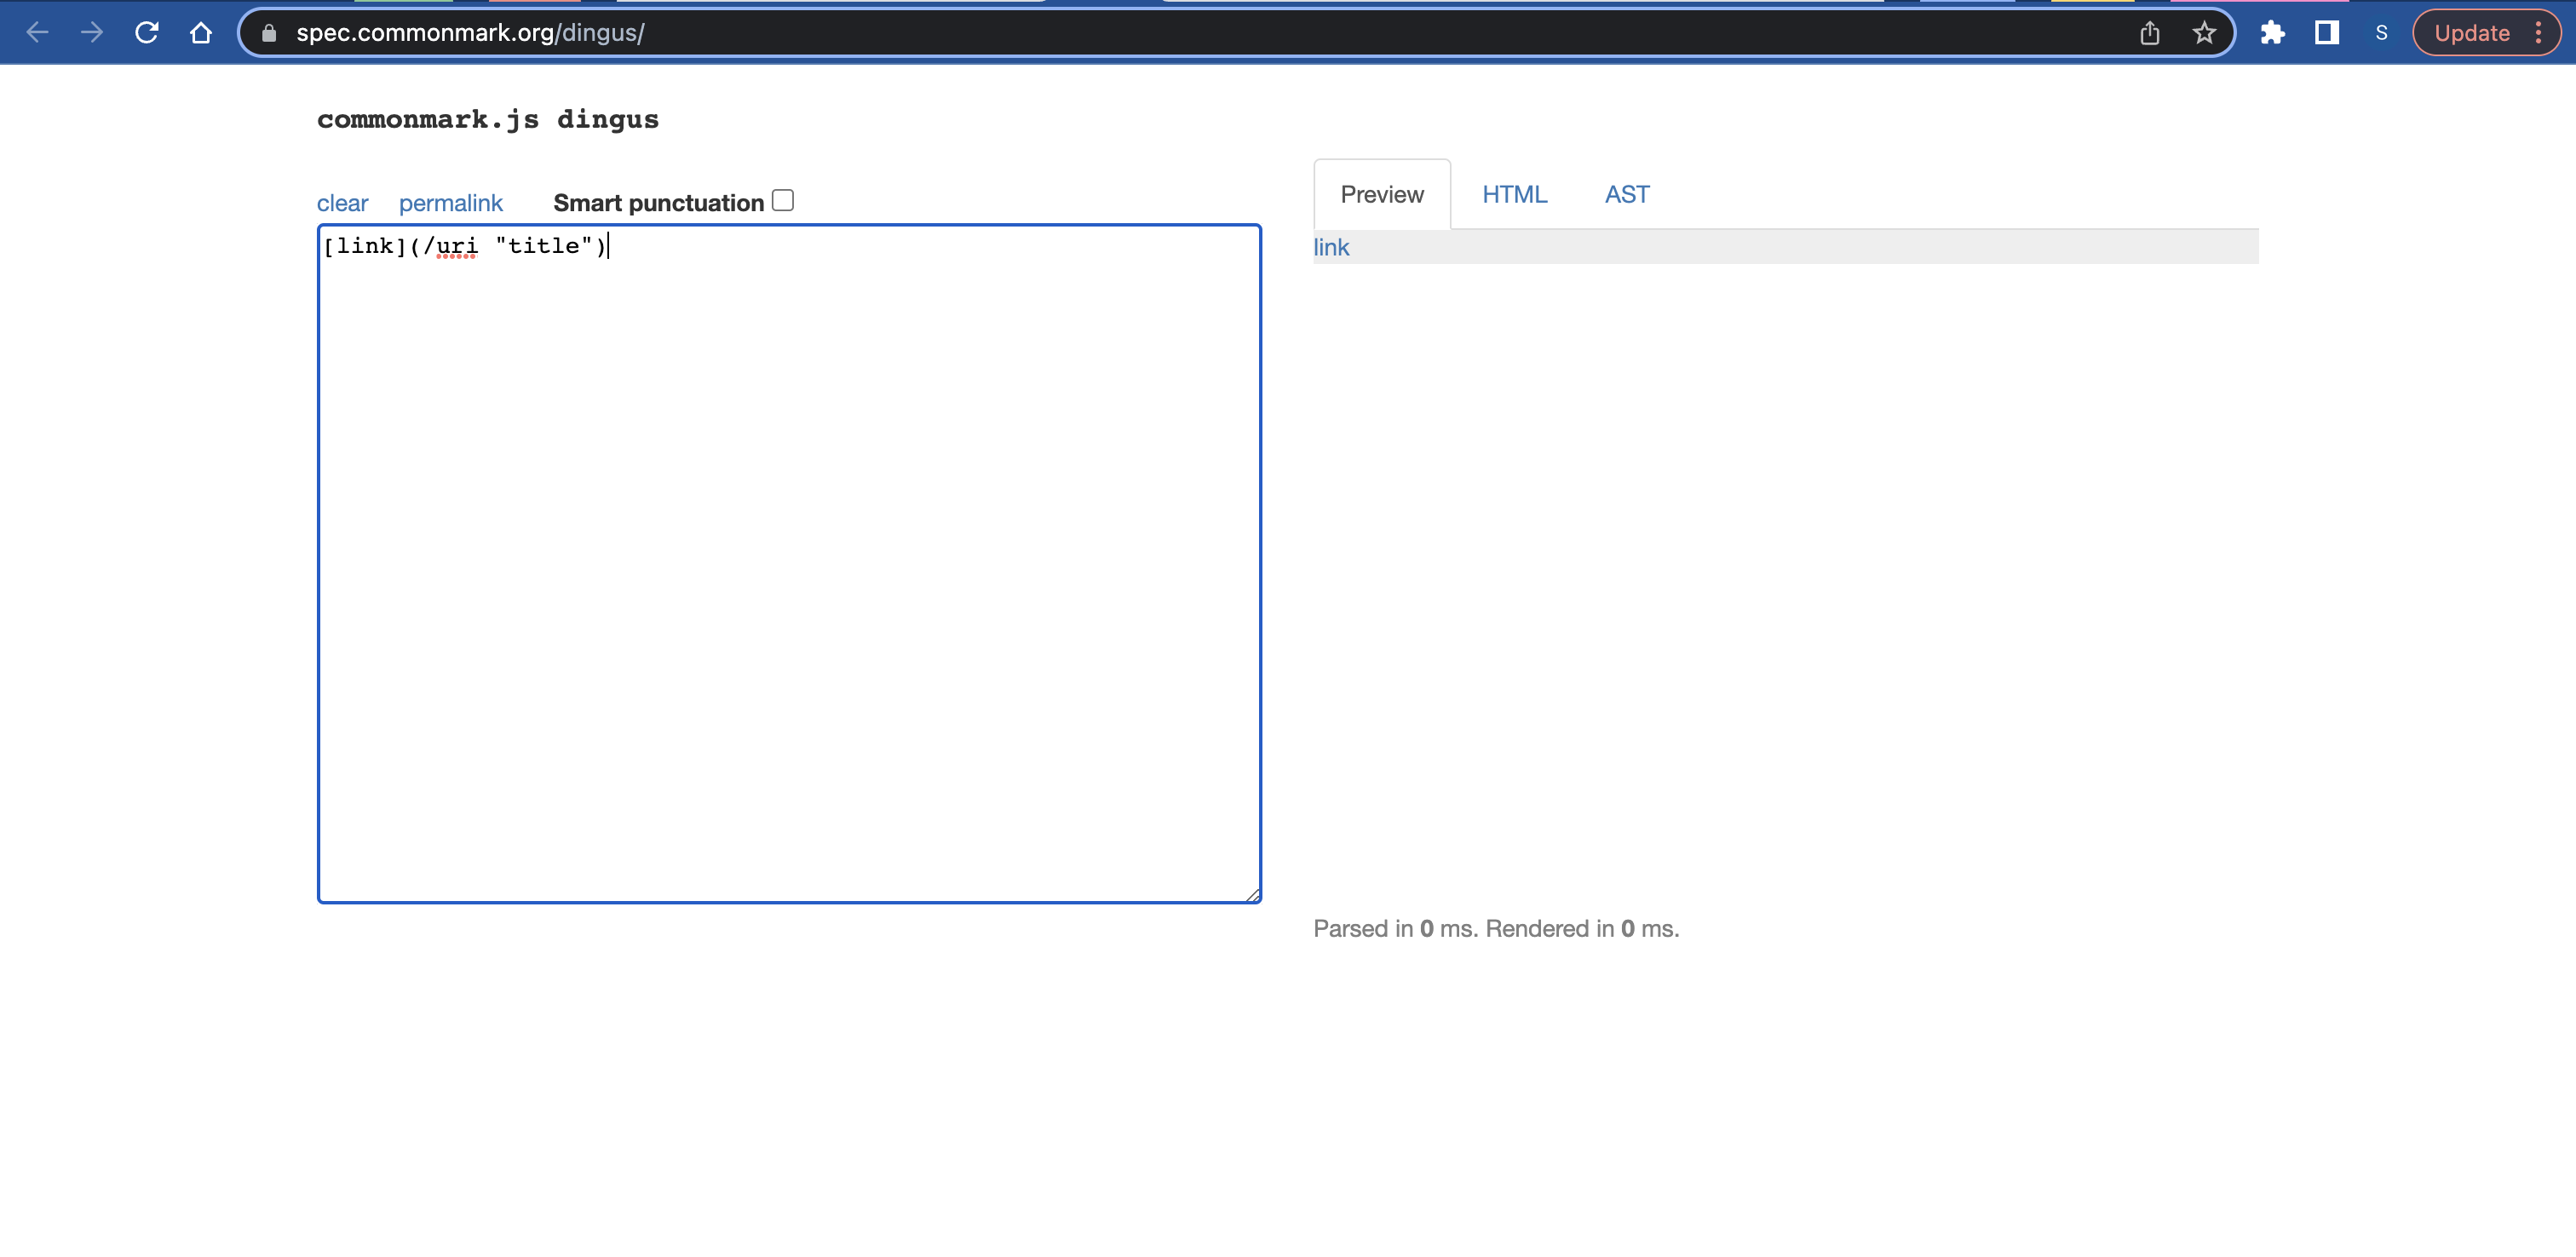 spec.commonmark.org/dingus/
S
Update
commonmark.js dingus
clear permalink Smart punctuation
[link](/uri "title")
Preview HTML AST
link
Parsed in 0 ms. Rendered in 0 ms.